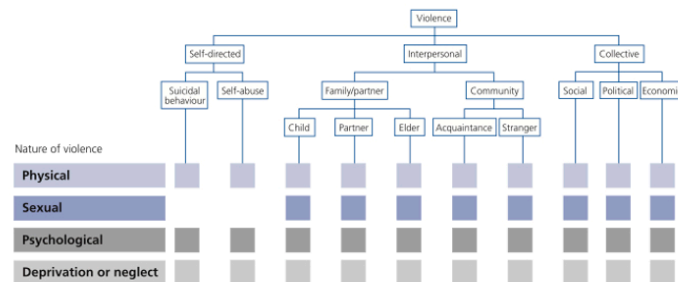 Violence
Self-directed
Interpersonal
Collective
Suicidal
behaviour
Self-abuse
Family/partner
Community
Social
Political
Economic
Child
Partner
Elder
Acquaintance
Stranger
Nature of violence
Physical
Sexual
Psychological
Deprivation or neglect